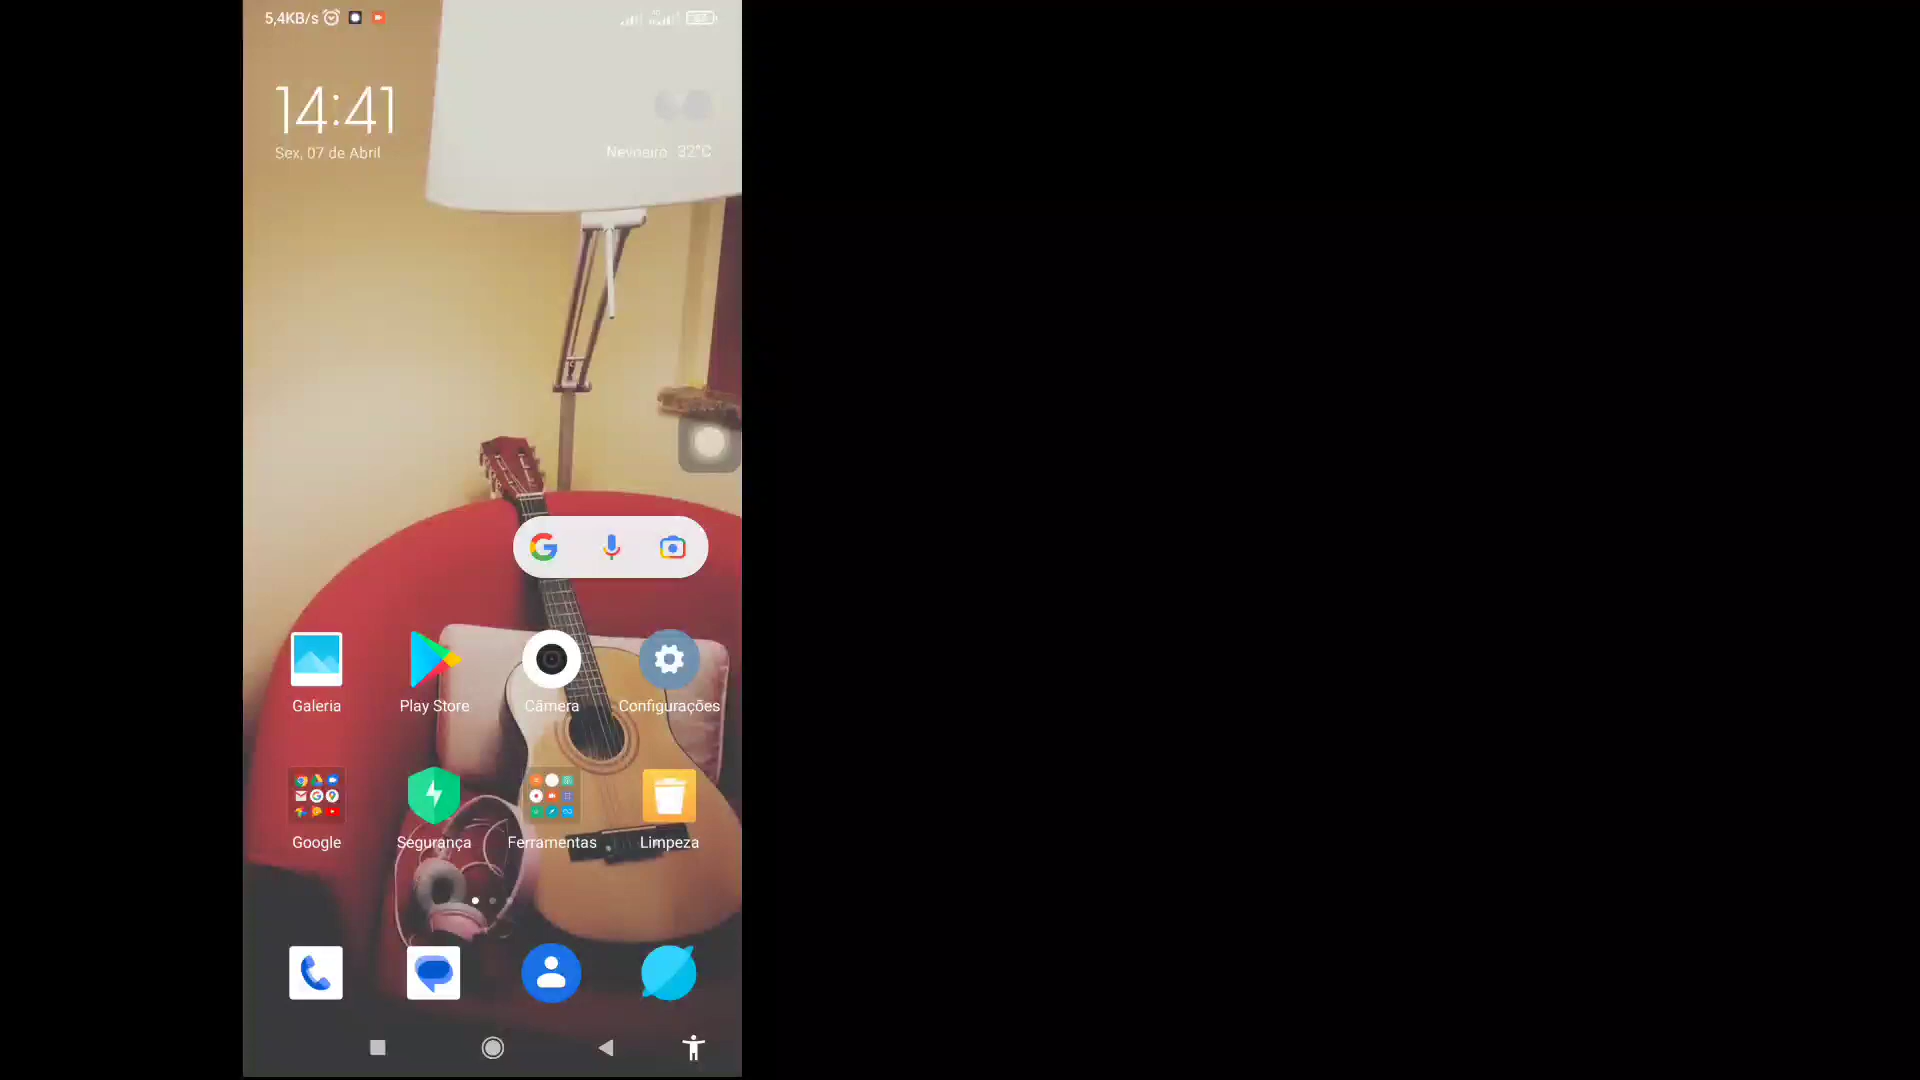 5,4KB/s
14:41
Sex, 07 de Abril
Nevoeiro 32°C
Galeria
Play Store
Câmera
Configurações
Google
Segurança
Ferramentas
Limpeza